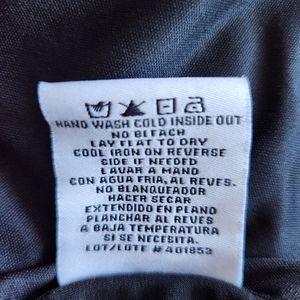 HAND WASH COLD INSIDE OUT
NO BLEACH
LAY FLAT TO DRY
COOL IRON ON REVERSE
SIDE IF NEEDED
LAVAR A MANO
CON AGUA FRIA, AL REVES.
NO BLANQUEADOR
HACER SECAR
EXTENDIDO EN PLANO
PLANCHAR AL REVES
A BAJA TEMPERATURA
SI SE NECESITA.
LOT/LOTE # 401853